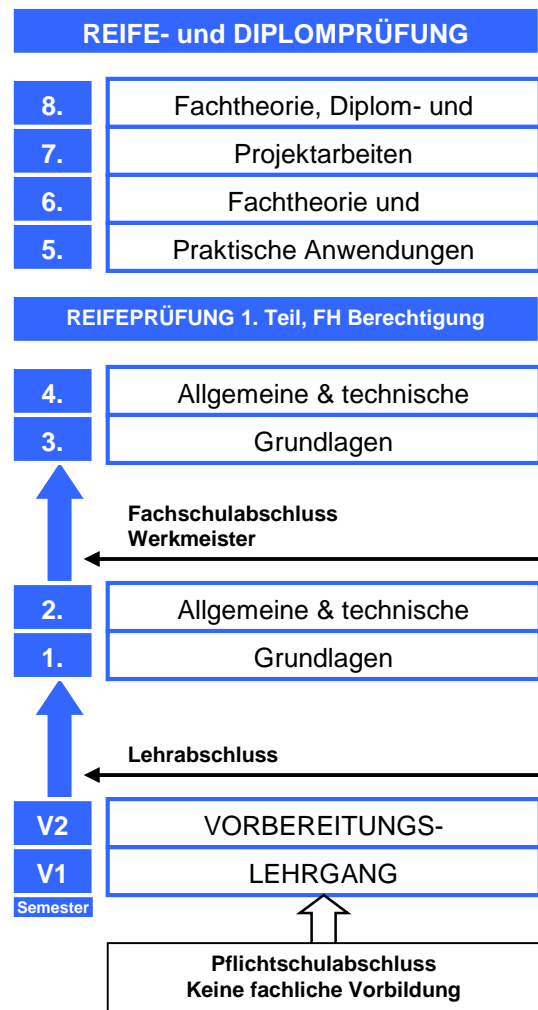 REIFE- und DIPLOMPRÜFUNG
8. Fachtheorie, Diplom- und
7. Projektarbeiten
6. Fachtheorie und
5. Praktische Anwendungen
REIFEPRÜFUNG 1. Teil, FH Berechtigung
4. Allgemeine & technische
3. Grundlagen
Fachschulabschluss
Werkmeister
2. Allgemeine & technische
1. Grundlagen
Lehrabschluss
V2 VORBEREITUNGS-
V1 LEHRGANG
Semester
Pflichtschulabschluss
Keine fachliche Vorbildung